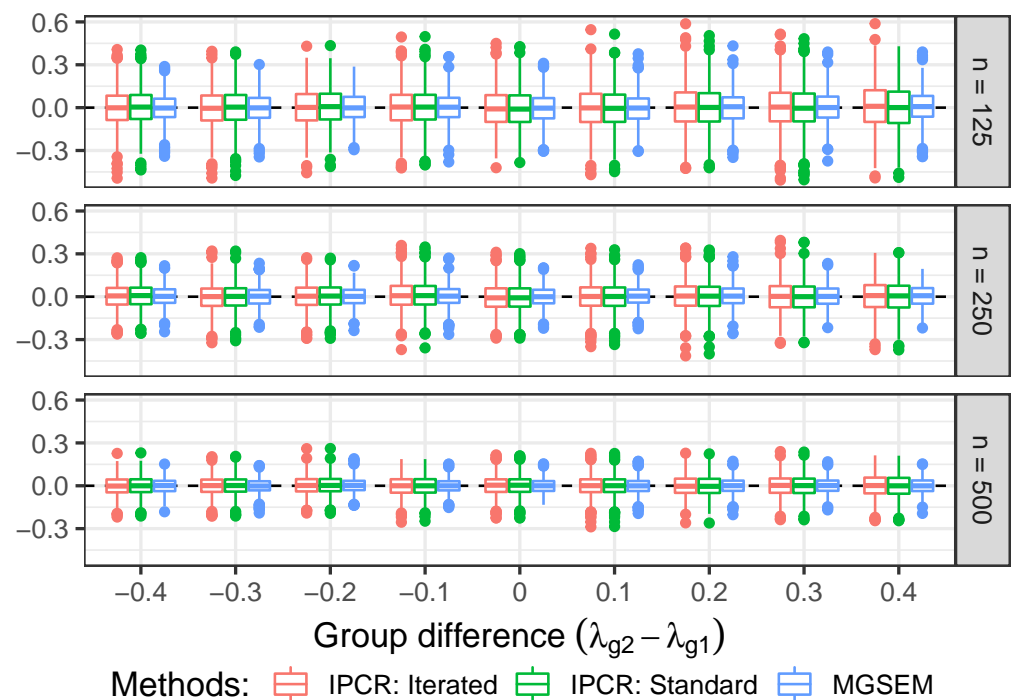 0.6
0.3
0.0
−0.3
n = 125
0.6
0.3
0.0
−0.3
n = 250
0.6
0.3
0.0
−0.3
n = 500
−0.4 −0.3 −0.2 −0.1 0 0.1 0.2 0.3 0.4
Group difference (λg2 − λg1)
Methods: IPCR: Iterated IPCR: Standard MGSEM